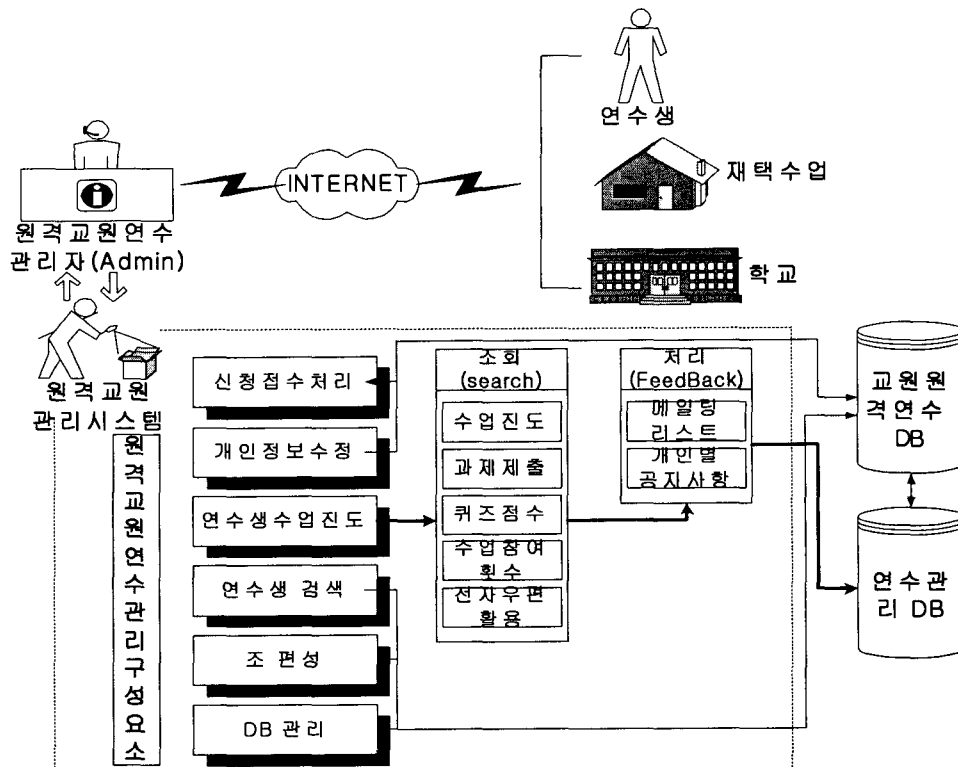 연수생
INTERNET
재택수업
원격교원연수
관리자(Admin)
학교
원격교원
관리시스템
원격교원연수관리구성요소
신청접수처리
개인정보수정
연수생수업진도
연수생 검색
조 편성
DB 관리
조회
(search)
수업진도
과제제출
퀴즈점수
수업참여
횟수
전자우편
활용
처리
(FeedBack)
메일링
리스트
개인별
공지사항
교원원
격연수
DB
연수관
리 DB